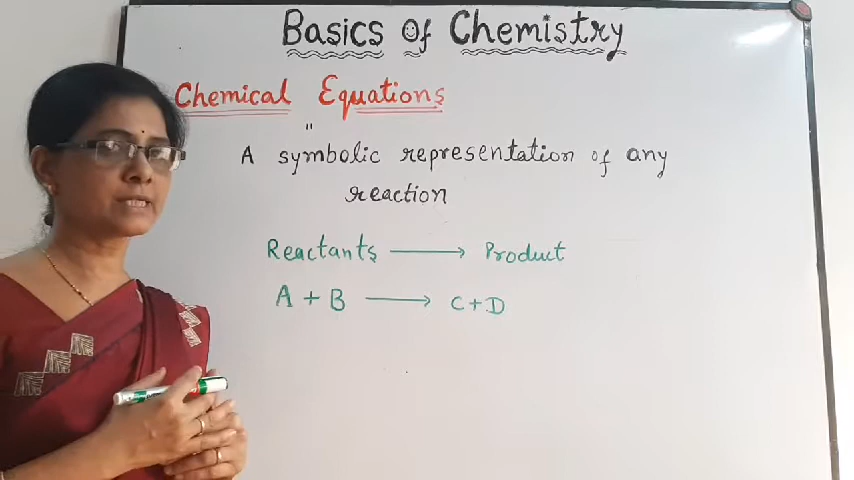 Basics of Chemistry
Chemical Equations
"
A symbolic representation of any
reaction
Reactants ⟶ Product
A + B ⟶ C + D